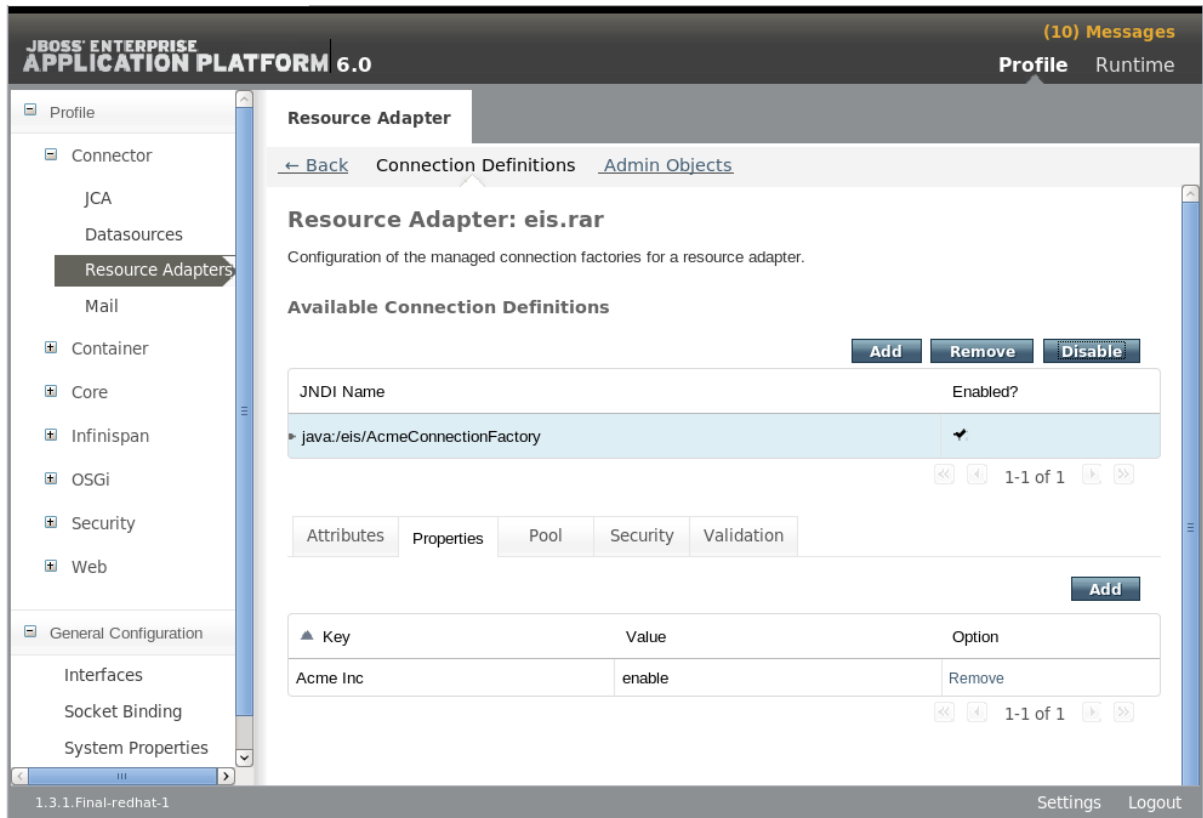 (10) Messages
JBOSS' ENTERPRISE
APPLICATION PLATFORM 6.0
Profile Runtime
Profile
Connector
JCA
Datasources
Resource Adapters
Mail
Container
Core
Infinispan
OSGi
Security
Web
General Configuration
Interfaces
Socket Binding
System Properties
Resource Adapter
← Back Connection Definitions Admin Objects
Resource Adapter: eis.rar
Configuration of the managed connection factories for a resource adapter.
Available Connection Definitions
Add Remove Disable
JNDI Name Enabled?
java:/eis/AcmeConnectionFactory
1-1 of 1
Attributes Properties Pool Security Validation
Add
Key Value Option
Acme Inc enable Remove
1-1 of 1
1.3.1.Final-redhat-1
Settings Logout